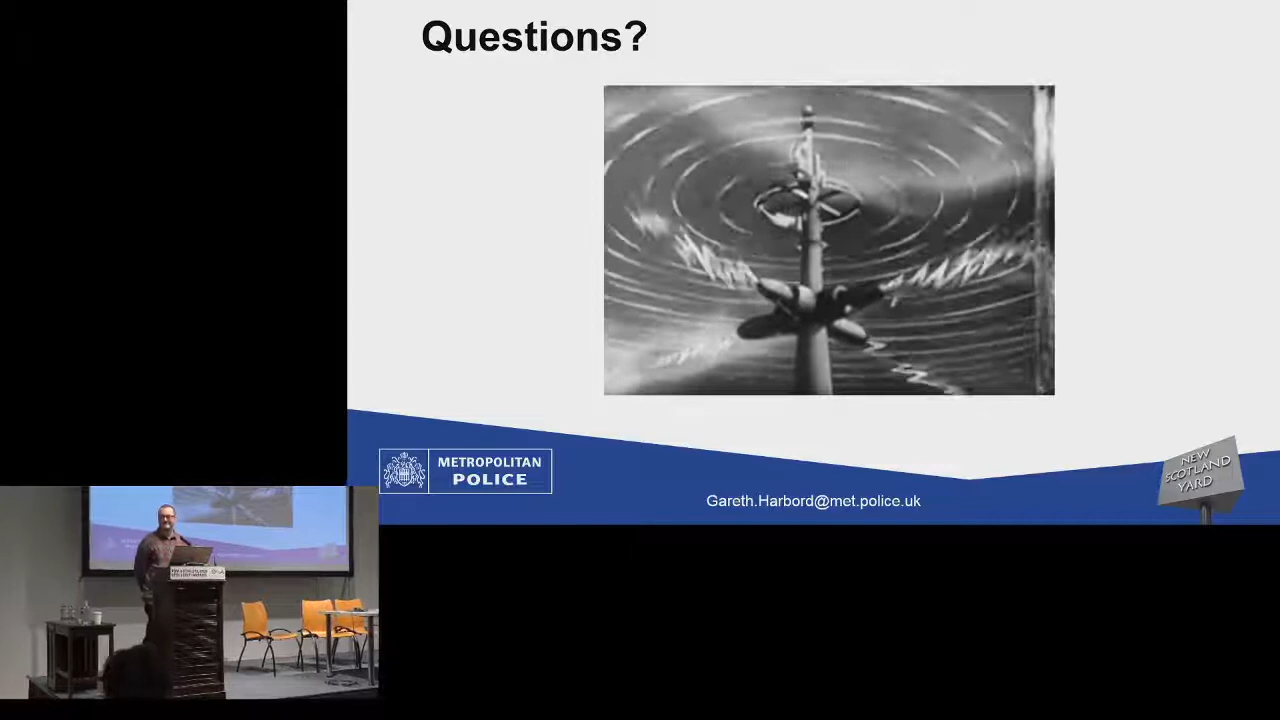 Questions?
METROPOLITAN
POLICE
Gareth.Harbord@met.police.uk
NEW
SCOTLAND
YARD